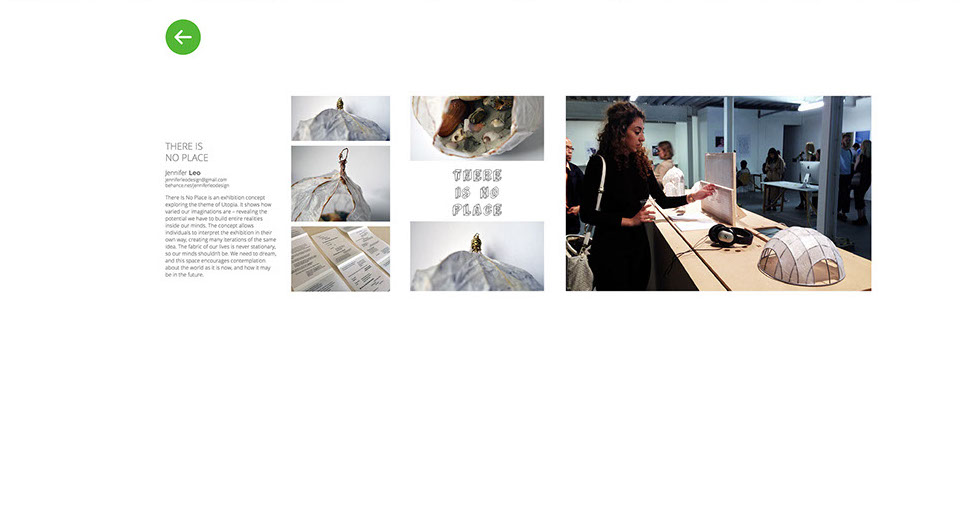 THERE IS
NO PLACE
Jennifer Leo
jenniferleodesign@gmail.com
behance.net/jenniferleodesign
There is No Place is an exhibition concept
exploring the theme of Utopia. It shows how
varied our imaginations are – revealing the
potential we have to build entire realities
inside our minds. The concept allows
individuals to interpret the exhibition in their
own way, creating many iterations of the same
idea. The fabric of our lives is never stationary,
so our minds shouldn't be. We need to dream,
and this space encourages contemplation
about the world as it is now, and how it may
be in the future.
THERE
IS NO
PLACE